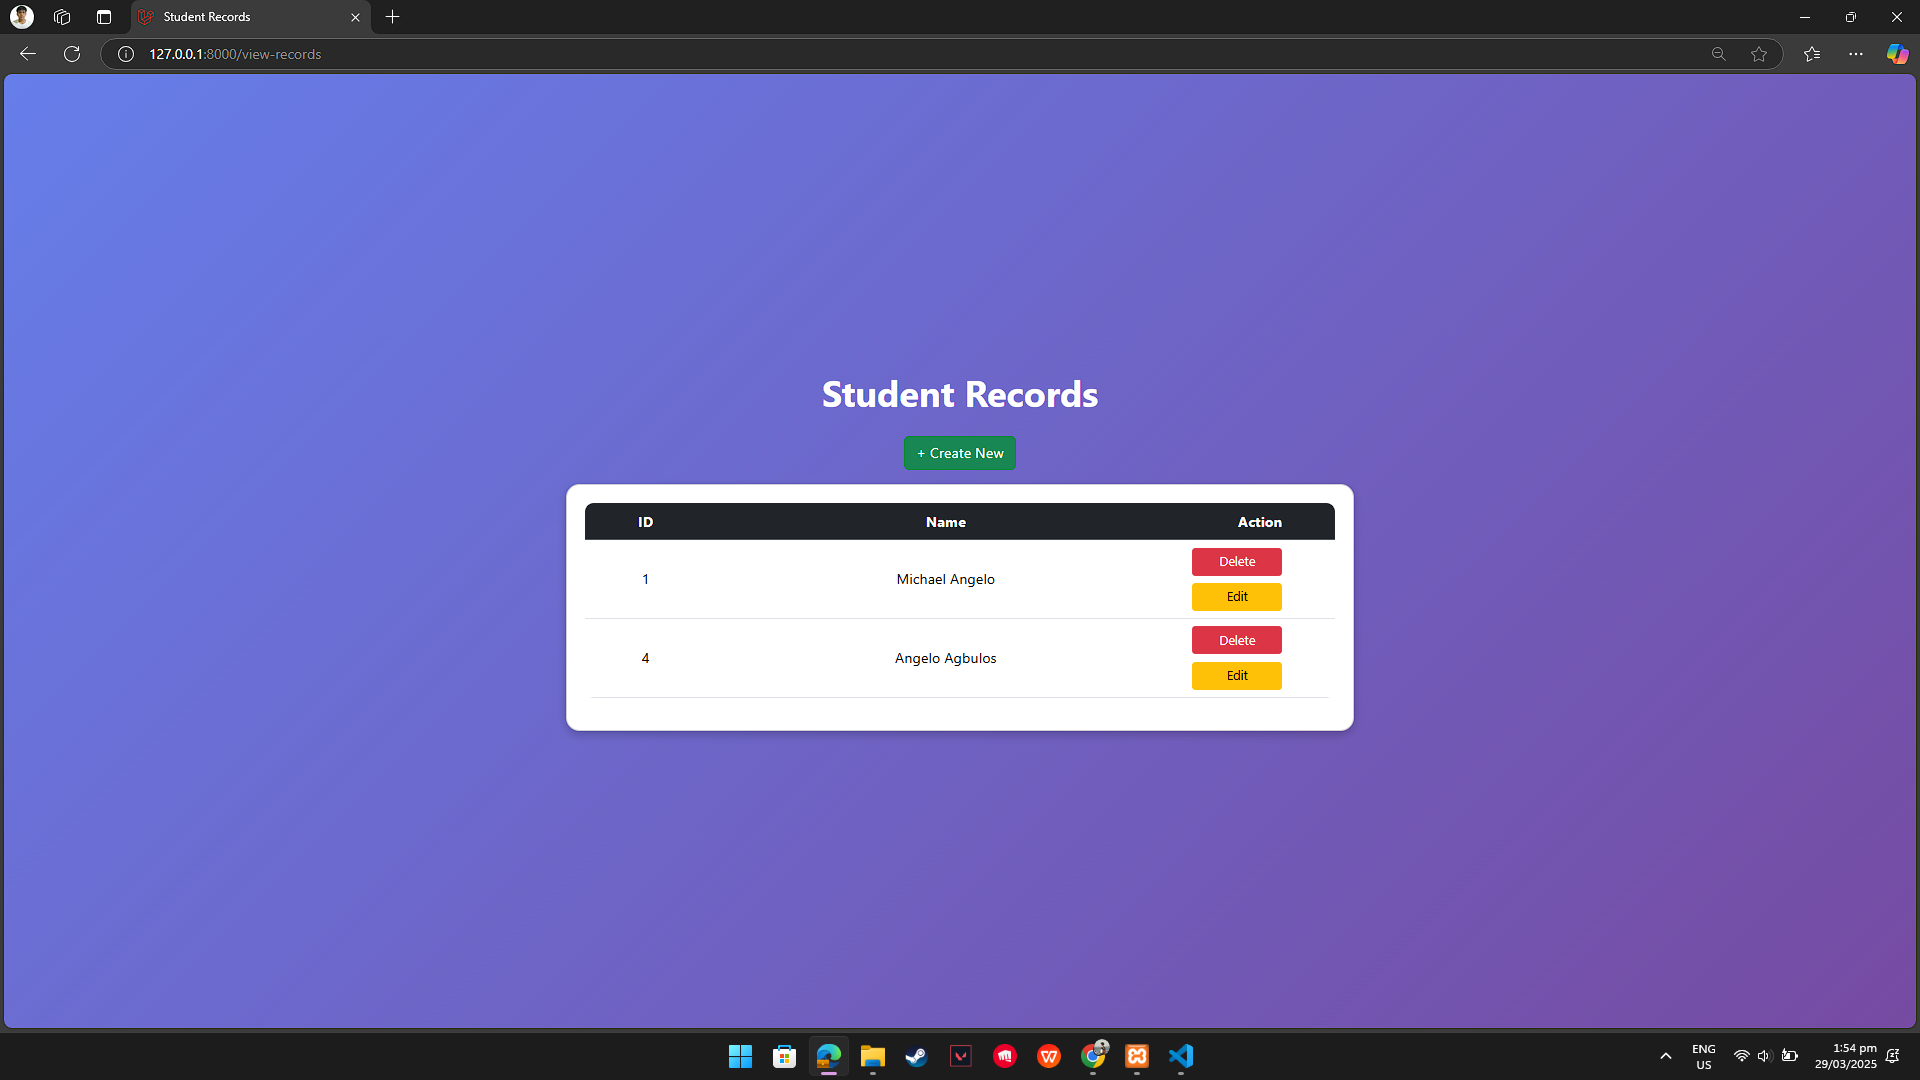 Student Records
127.0.0.1:8000/view-records
Student Records
+ Create New
ID Name Action
1 Michael Angelo Delete
Edit
4 Angelo Agbulos Delete
Edit
ENG 1:54 pm
US 29/03/2025